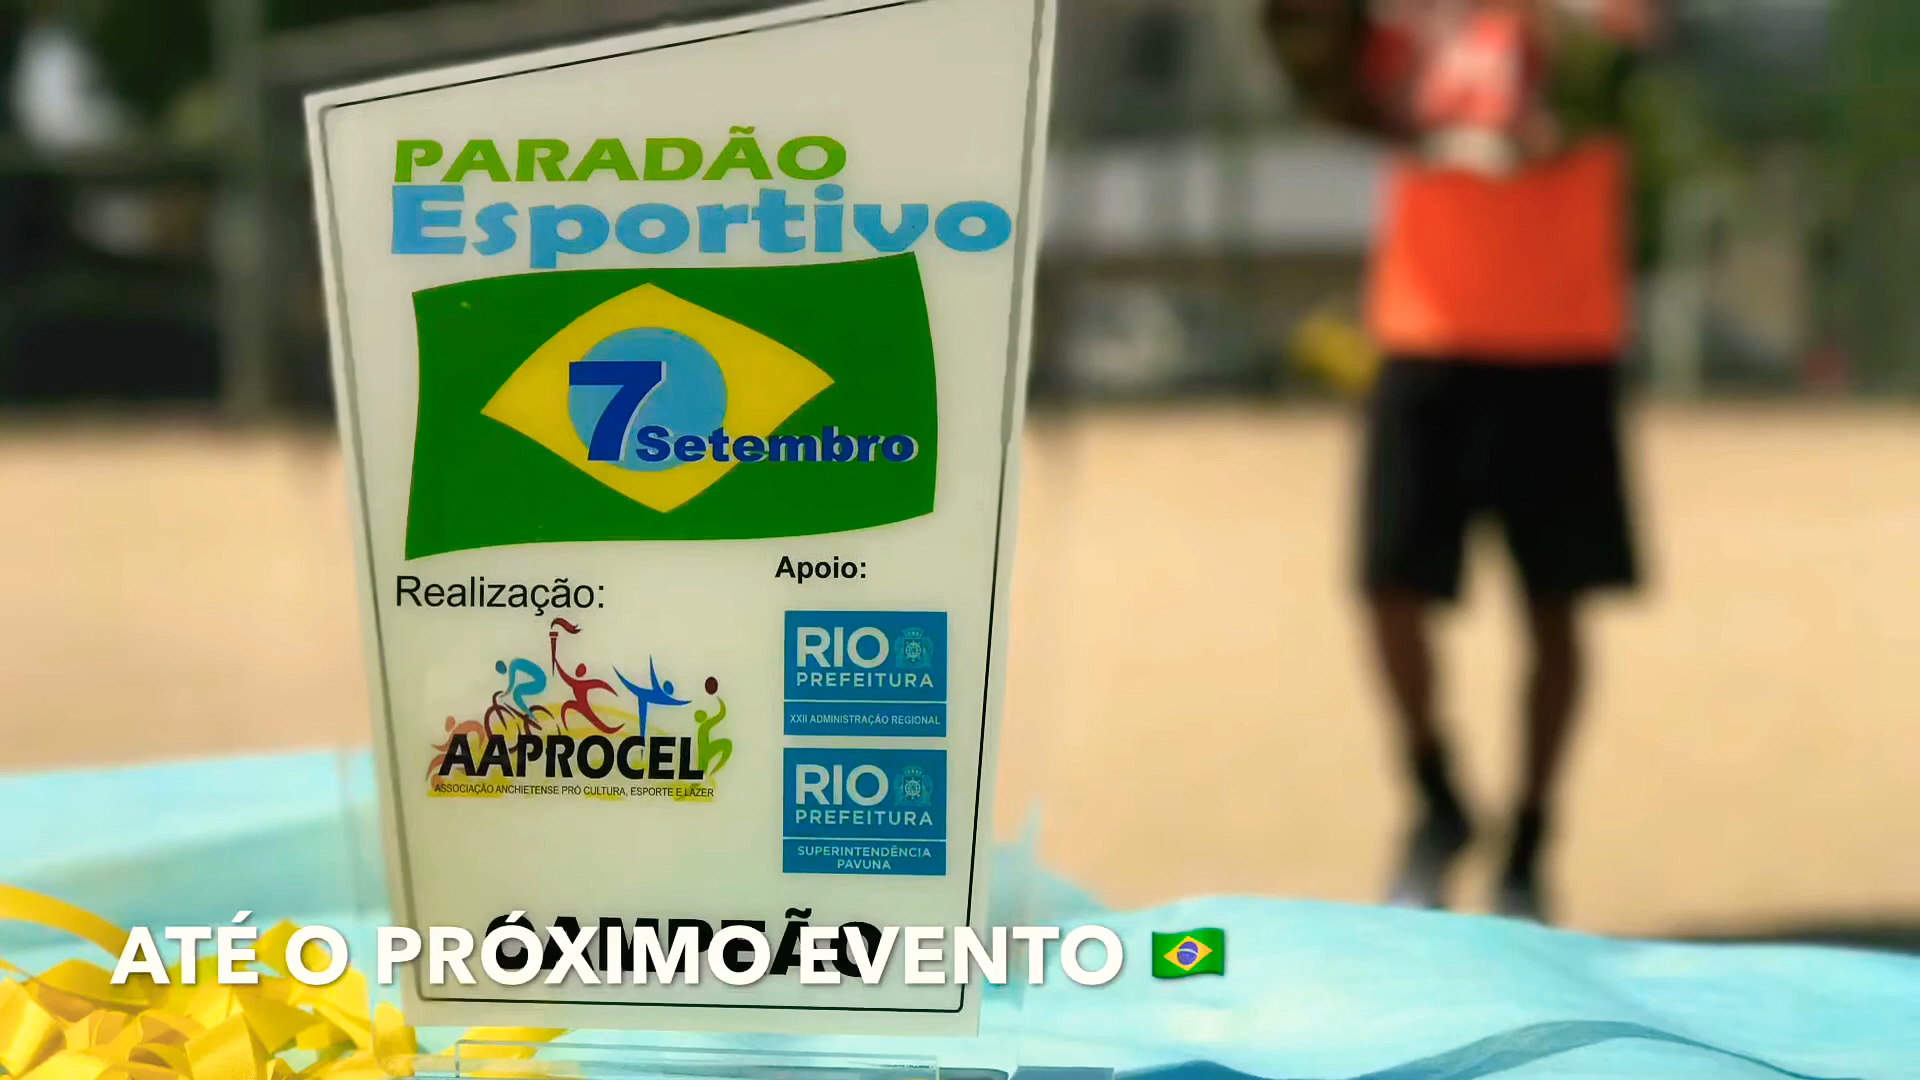 PARADÃO
Esportivo
7 Setembro
Apoio:
Realização:
RIO
PREFEITURA
XXII ADMINISTRAÇÃO REGIONAL
AAPROCEL
ASSOCIAÇÃO ANCHIETENSE PRÓ CULTURA, ESPORTE E LAZER
RIO
PREFEITURA
SUPERINTENDÊNCIA
PAVUNA
CAMPEÃO
ATÉ O PRÓXIMO EVENTO 🇧🇷